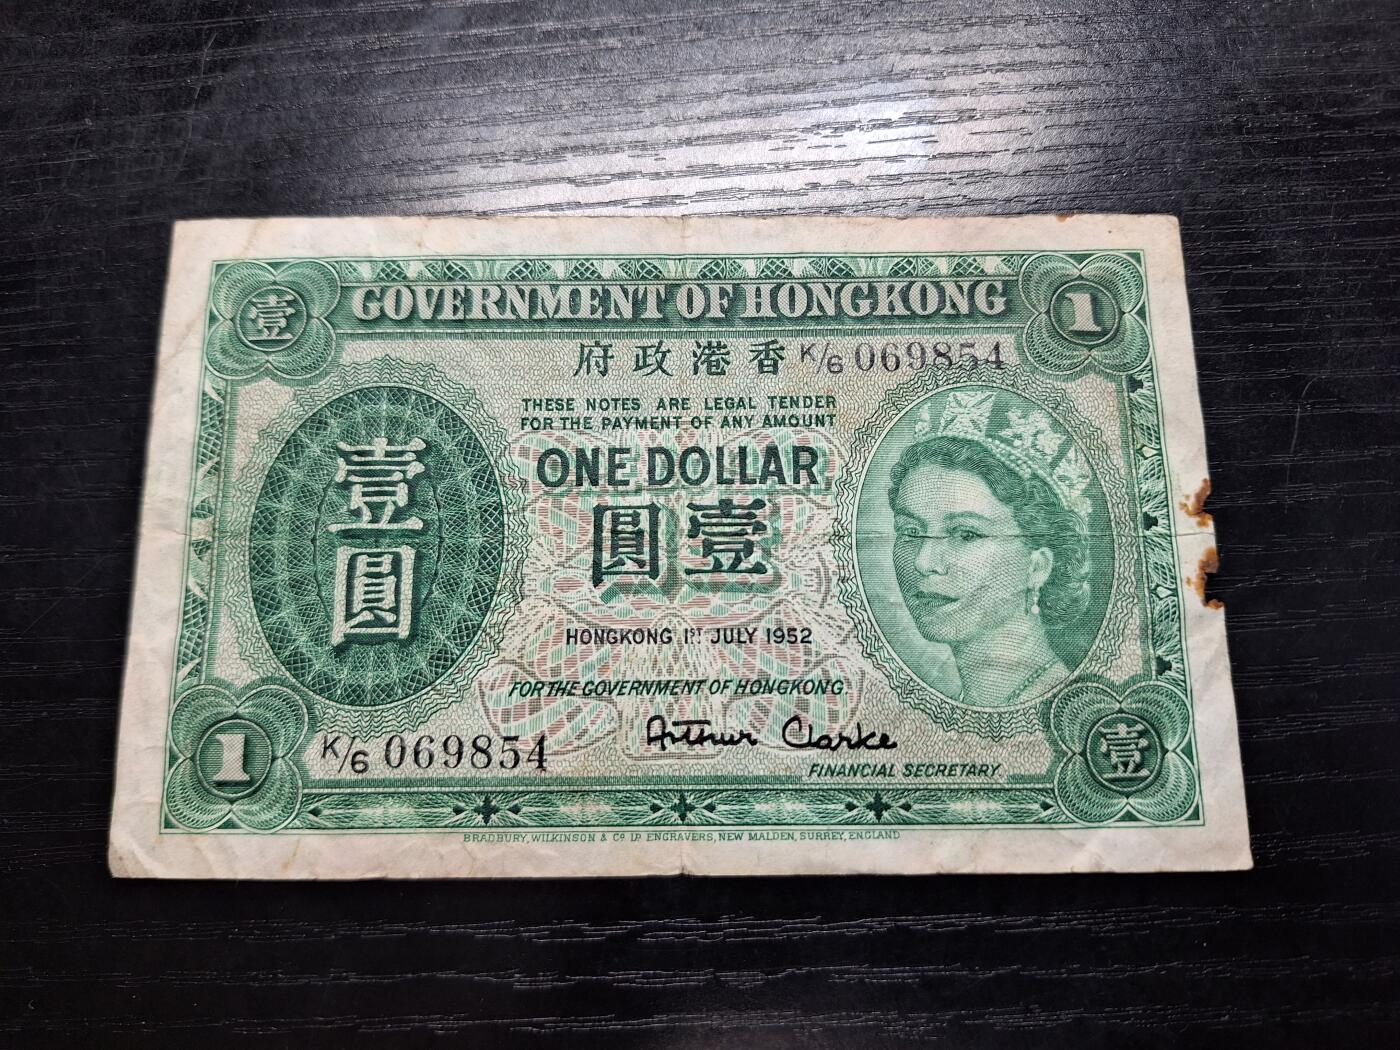 壹 GOVERNMENT OF HONGKONG 1
府政港香 K/6 069854
THESE NOTES ARE LEGAL TENDER
FOR THE PAYMENT OF ANY AMOUNT
ONE DOLLAR
圓壹
壹
圓
HONGKONG 1ST JULY 1952
FOR THE GOVERNMENT OF HONGKONG.
Arthur Clarke
FINANCIAL SECRETARY.
1 K/6 069854
壹
BRADBURY, WILKINSON & Co. LD. ENGRAVERS, NEW MALDEN, SURREY, ENGLAND